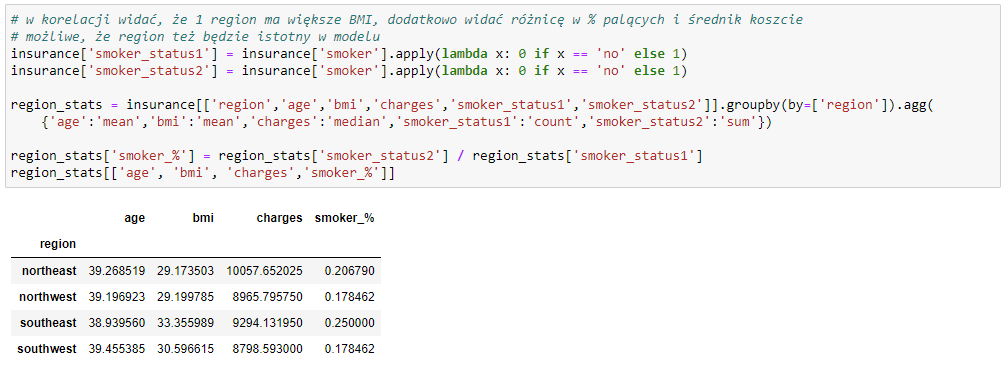 # w korelacji widać, że 1 region ma większe BMI, dodatkowo widać różnicę w % palących i średnik koszcie
# możliwe, że region też będzie istotny w modelu
insurance['smoker_status1'] = insurance['smoker'].apply(lambda x: 0 if x == 'no' else 1)
insurance['smoker_status2'] = insurance['smoker'].apply(lambda x: 0 if x == 'no' else 1)
region_stats = insurance[['region','age','bmi','charges','smoker_status1','smoker_status2']].groupby(by=['region']).agg(
{'age':'mean','bmi':'mean','charges':'median','smoker_status1':'count','smoker_status2':'sum'})
region_stats['smoker_%'] = region_stats['smoker_status2'] / region_stats['smoker_status1']
region_stats[['age', 'bmi', 'charges','smoker_%']]
age bmi charges smoker_%
region
northeast 39.268519 29.173503 10057.652025 0.206790
northwest 39.196923 29.199785 8965.795750 0.178462
southeast 38.939560 33.355989 9294.131950 0.250000
southwest 39.455385 30.596615 8798.593000 0.178462